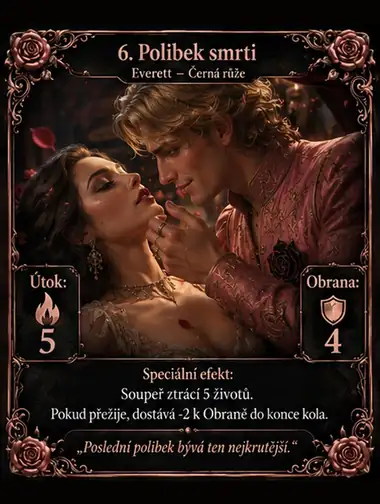 6. Polibek smrti
Everett – Černá růže
Útok:
5
Obrana:
4
Speciální efekt:
Soupeř ztrácí 5 životů.
Pokud přežije, dostává -2 k Obraně do konce kola.
„Poslední polibek bývá ten nejkrutější.“